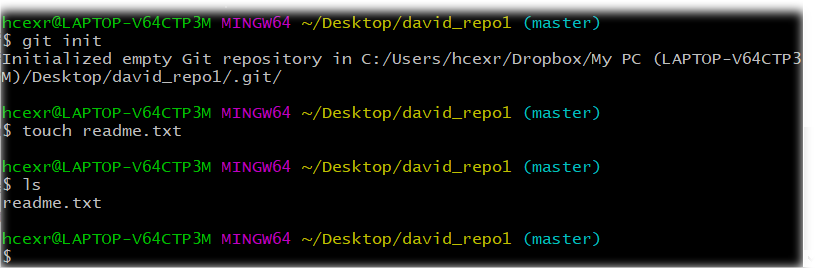 hcexr@LAPTOP-V64CTP3M MINGW64 ~/Desktop/david_repo1 (master)
$ git init
Initialized empty Git repository in C:/Users/hcexr/Dropbox/My PC (LAPTOP-V64CTP3
M)/Desktop/david_repo1/.git/
hcexr@LAPTOP-V64CTP3M MINGW64 ~/Desktop/david_repo1 (master)
$ touch readme.txt
hcexr@LAPTOP-V64CTP3M MINGW64 ~/Desktop/david_repo1 (master)
$ ls
readme.txt
hcexr@LAPTOP-V64CTP3M MINGW64 ~/Desktop/david_repo1 (master)
$